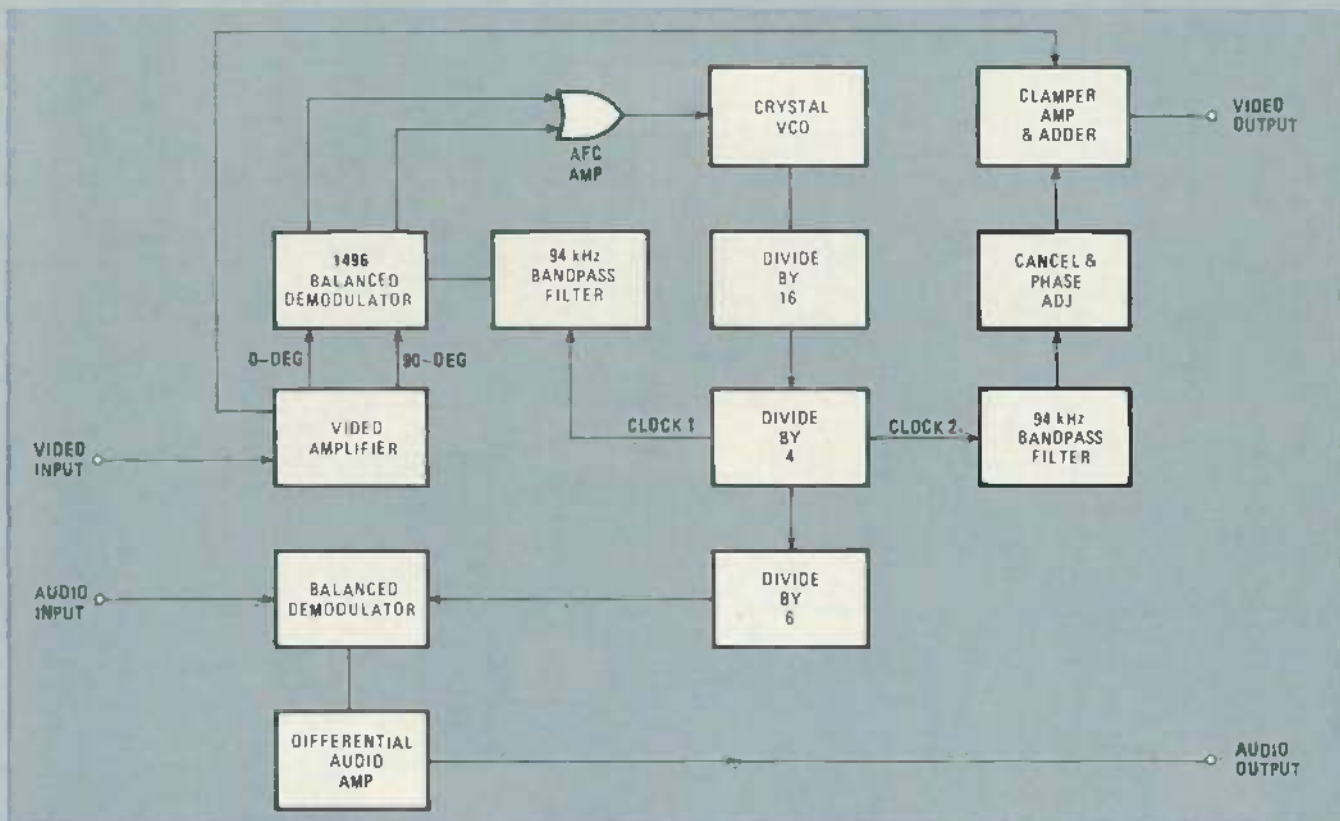 CRYSTAL
VCO
CLAMPER
AMP
& ADDER
VIDEO
OUTPUT
AFC
AMP
1496
BALANCED
DEMODULATOR
94 kHz
BANDPASS
FILTER
DIVIDE
BY
16
CANCEL &
PHASE
ADJ
0-DEG
90-DEG
VIDEO
INPUT
VIDEO
AMPLIFIER
CLOCK 1
DIVIDE
BY
4
CLOCK 2
94 kHz
BANDPASS
FILTER
AUDIO
INPUT
BALANCED
DEMODULATOR
DIVIDE
BY
6
DIFFERENTIAL
AUDIO
AMP
AUDIO
OUTPUT